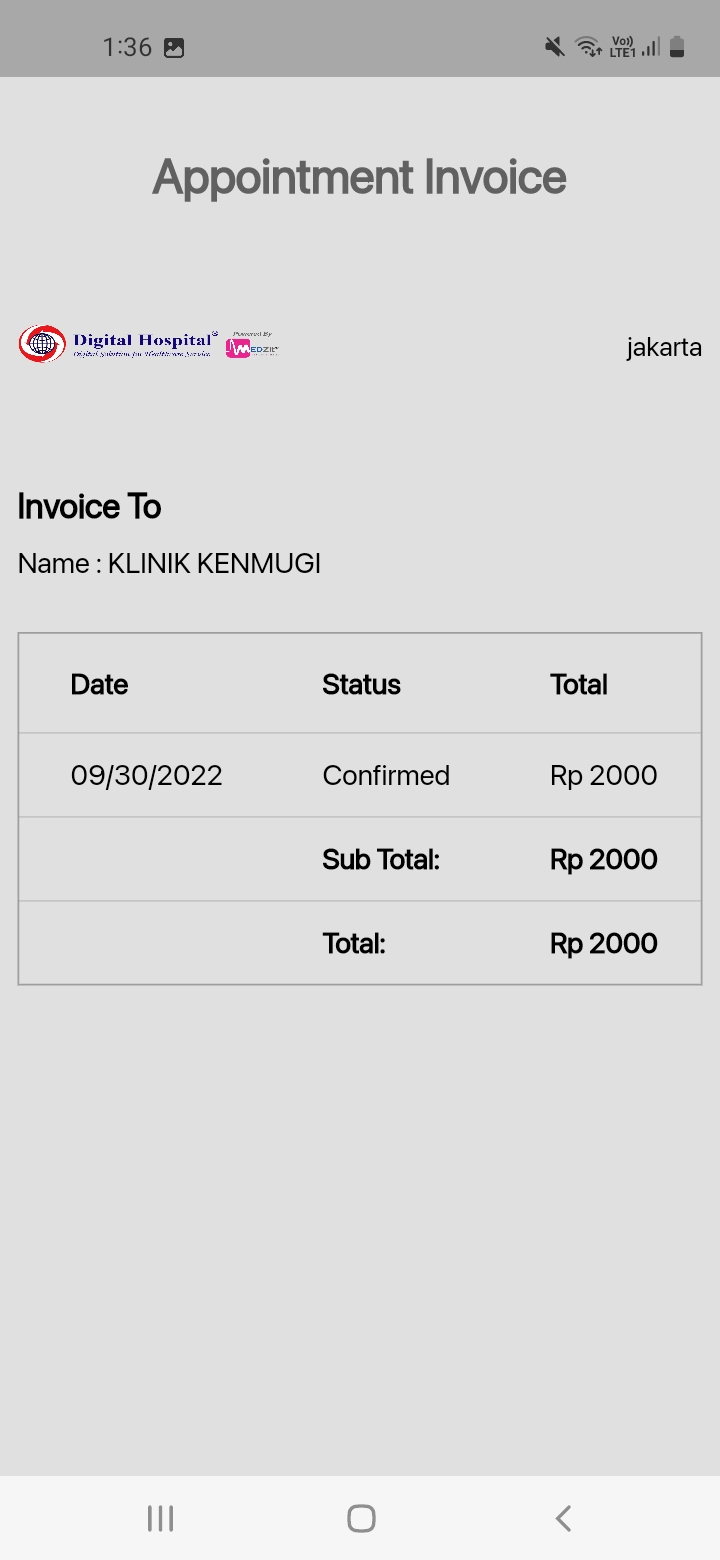 1:36
Vo))
LTE1
Appointment Invoice
Digital Hospital®
Digital Solution for Healthcare Service
Powered By
MEDZIT
jakarta
Invoice To
Name : KLINIK KENMUGI
Date Status Total
09/30/2022 Confirmed Rp 2000
Sub Total: Rp 2000
Total: Rp 2000